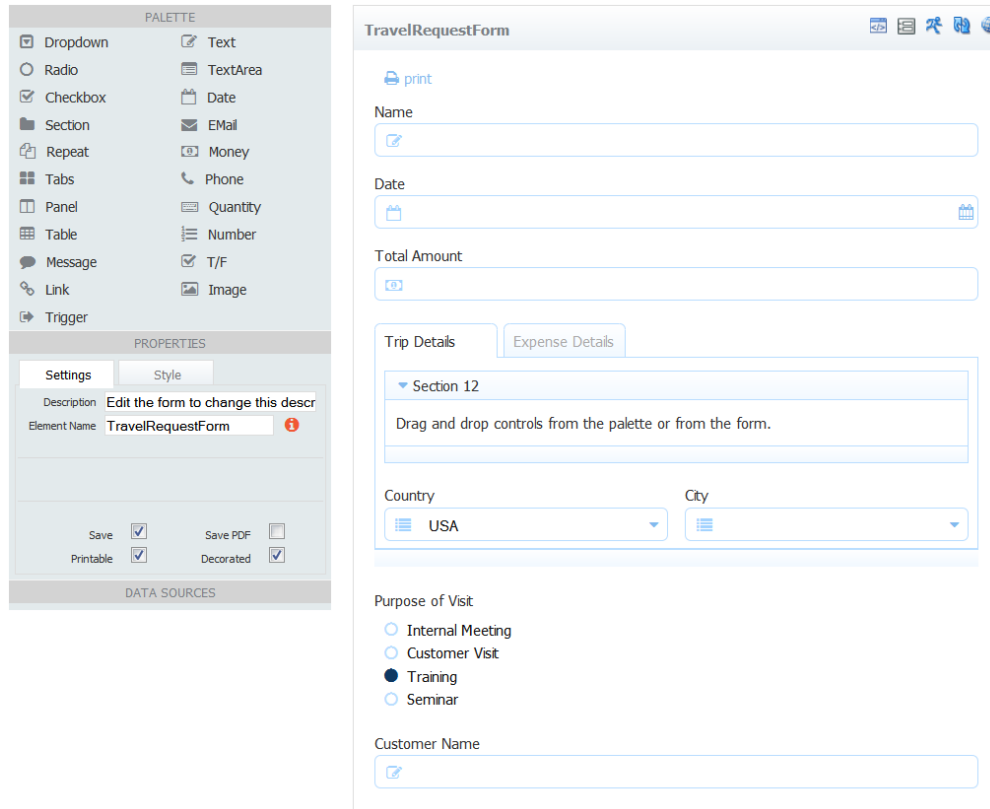 PALETTE
Dropdown Text
Radio TextArea
Checkbox Date
Section EMail
Repeat Money
Tabs Phone
Panel Quantity
Table Number
Message T/F
Link Image
Trigger
PROPERTIES
Settings Style
Description Edit the form to change this descr
Element Name TravelRequestForm
Save Save PDF
Printable Decorated
DATA SOURCES
TravelRequestForm
print
Name
Date
Total Amount
Trip Details Expense Details
Section 12
Drag and drop controls from the palette or from the form.
Country City
USA
Purpose of Visit
Internal Meeting
Customer Visit
Training
Seminar
Customer Name